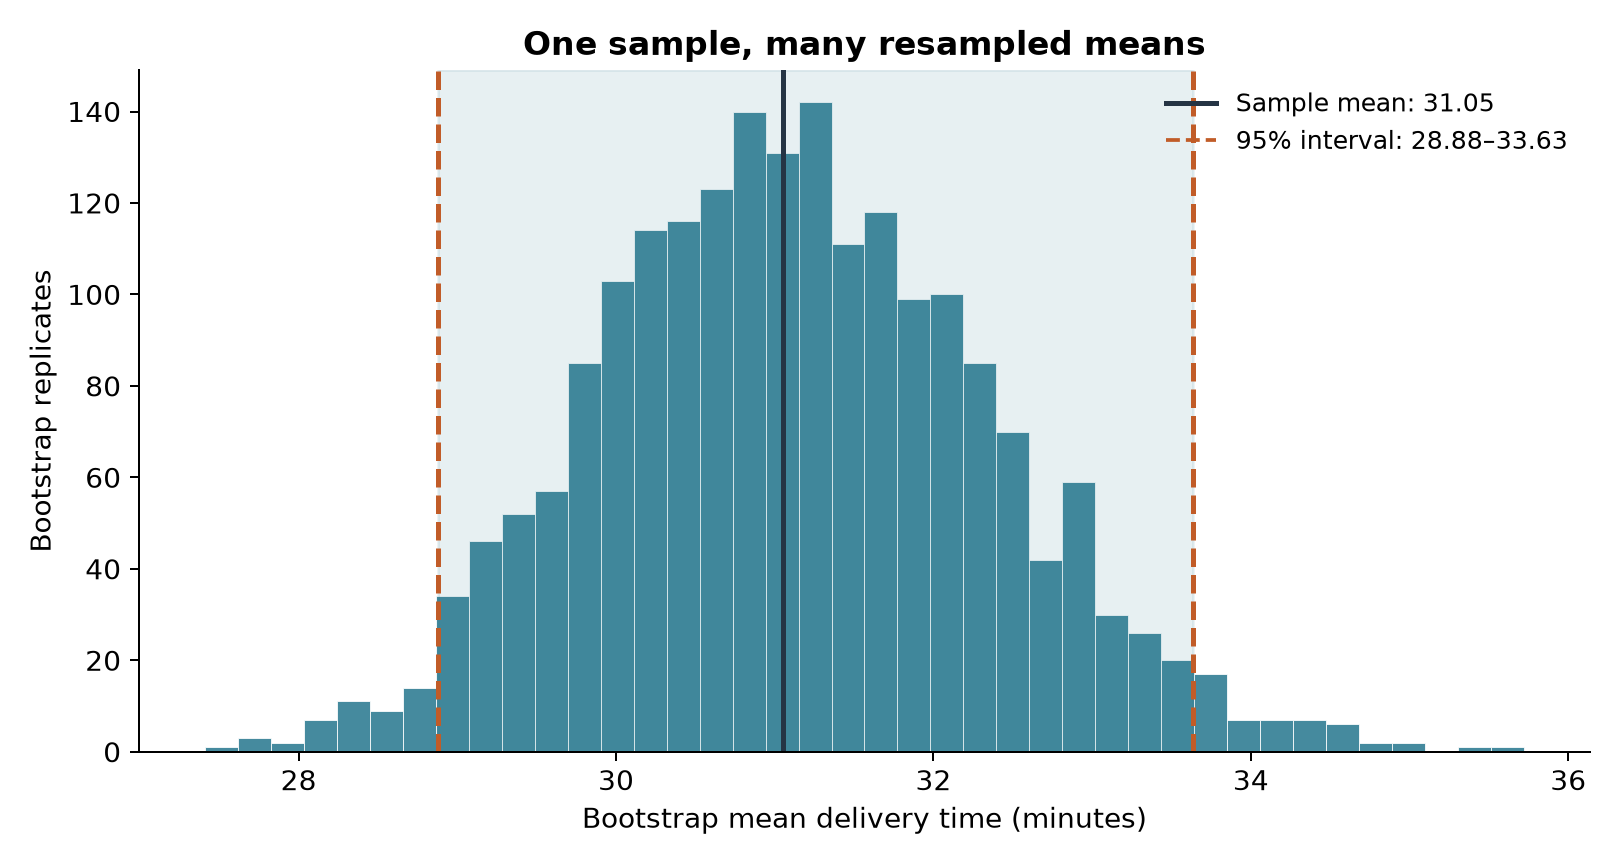 One sample, many resampled means
Sample mean: 31.05
95% interval: 28.88–33.63
Bootstrap replicates
140
120
100
80
60
40
20
0
28
30
32
34
36
Bootstrap mean delivery time (minutes)